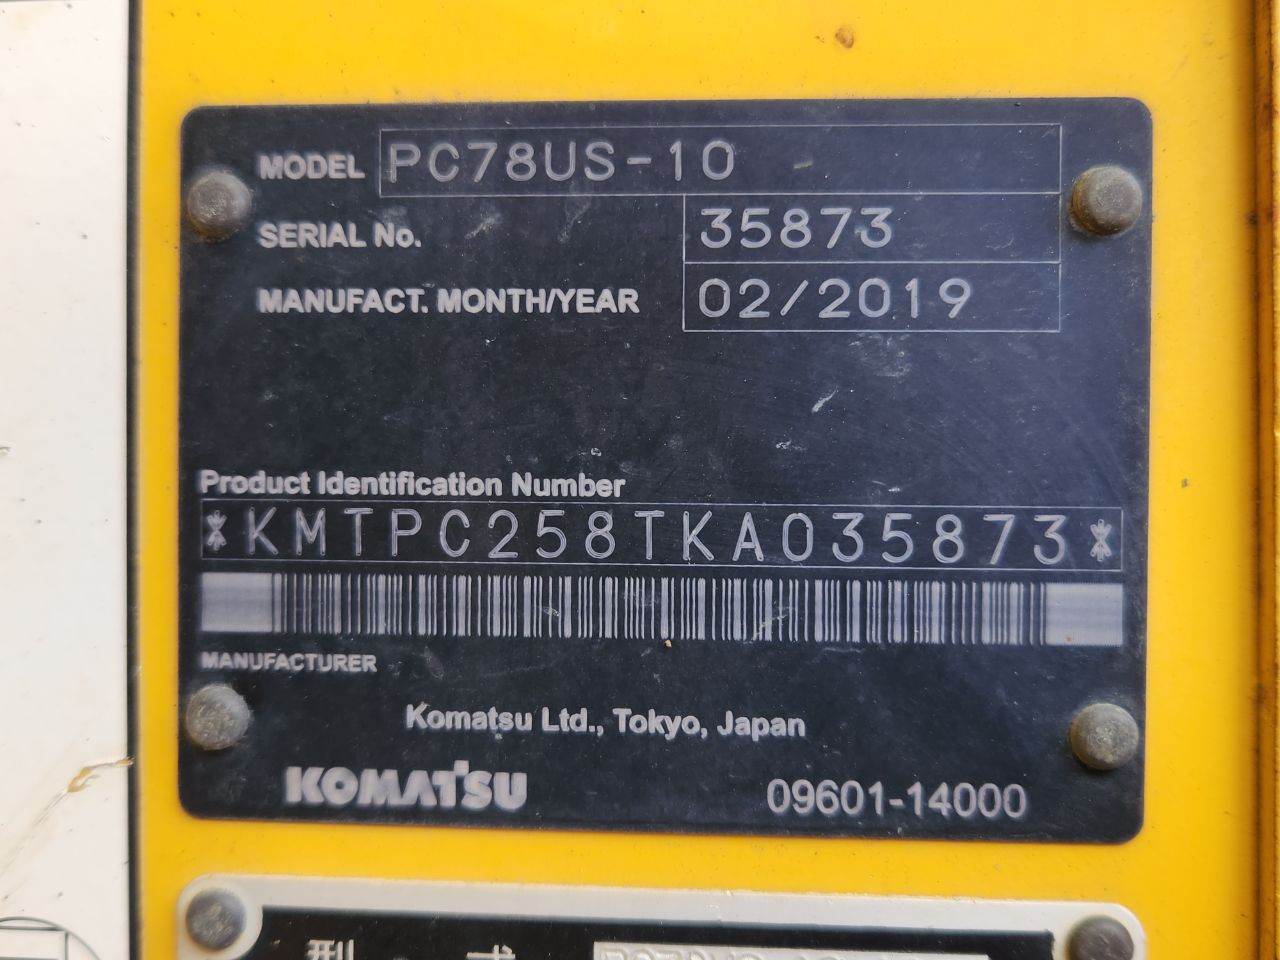 MODEL PC78US-10
SERIAL No. 35873
MANUFACT. MONTH/YEAR 02/2019
Product Identification Number
*KMTPC258TKA035873*
MANUFACTURER
Komatsu Ltd., Tokyo, Japan
KOMATSU 09601-14000
型 式